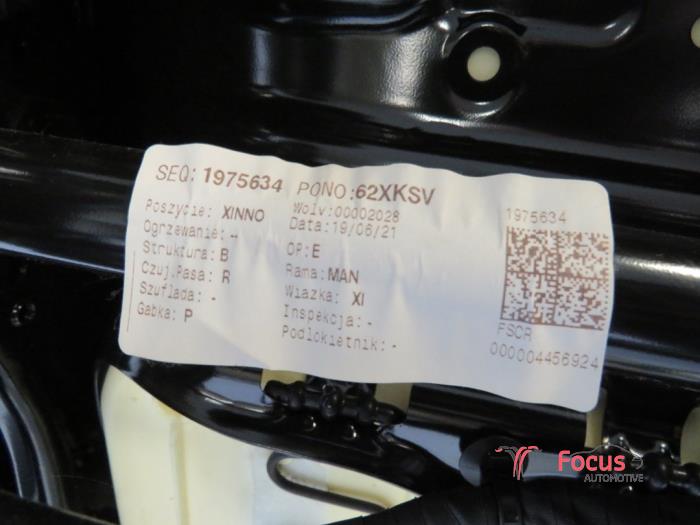 SEQ: 1975634 PONO:62XKSV
Poszycie: XINNO
Ogrzewanie:--
Struktura: B
Czuj.Pasa: R
Szuflada: -
Gabka: P
Wolv:00002028
Data:19/06/21
OP:E
Rama:MAN
Wiazka: XI
Inspekcja:-
Podlokietnik:-
1975634
FSCR
000004456924
Focus
AUTOMOTIVE